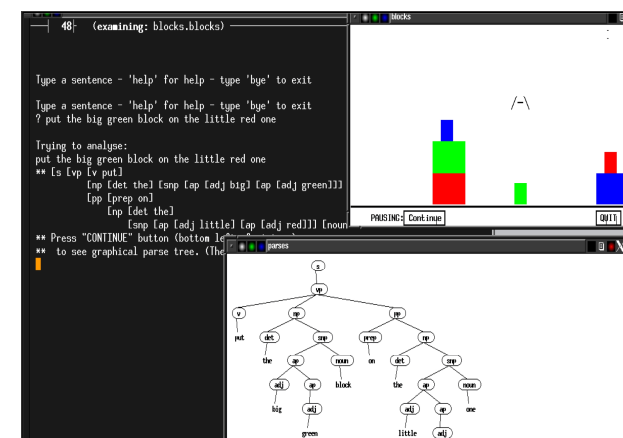 48 (examining: blocks.blocks)
Type a sentence - 'help' for help - type 'bye' to exit
Type a sentence - 'help' for help - type 'bye' to exit
? put the big green block on the little red one
Trying to analyse:
put the big green block on the little red one
** [s [vp [v put]
[np [det the] [snp [ap [adj big] [ap [adj green]]]
[pp [prep on]
[np [det the]
[snp [ap [adj little] [ap [adj red]]] [noun
** Press "CONTINUE" button (bottom
** to see graphical parse tree. (The
blocks
/-\
PAUSING: Continue QUIT
parses
s
vp
v np pp
put det snp prep np
the ap noun on det snp
adj ap block the ap noun
big adj adj ap one
green little adj